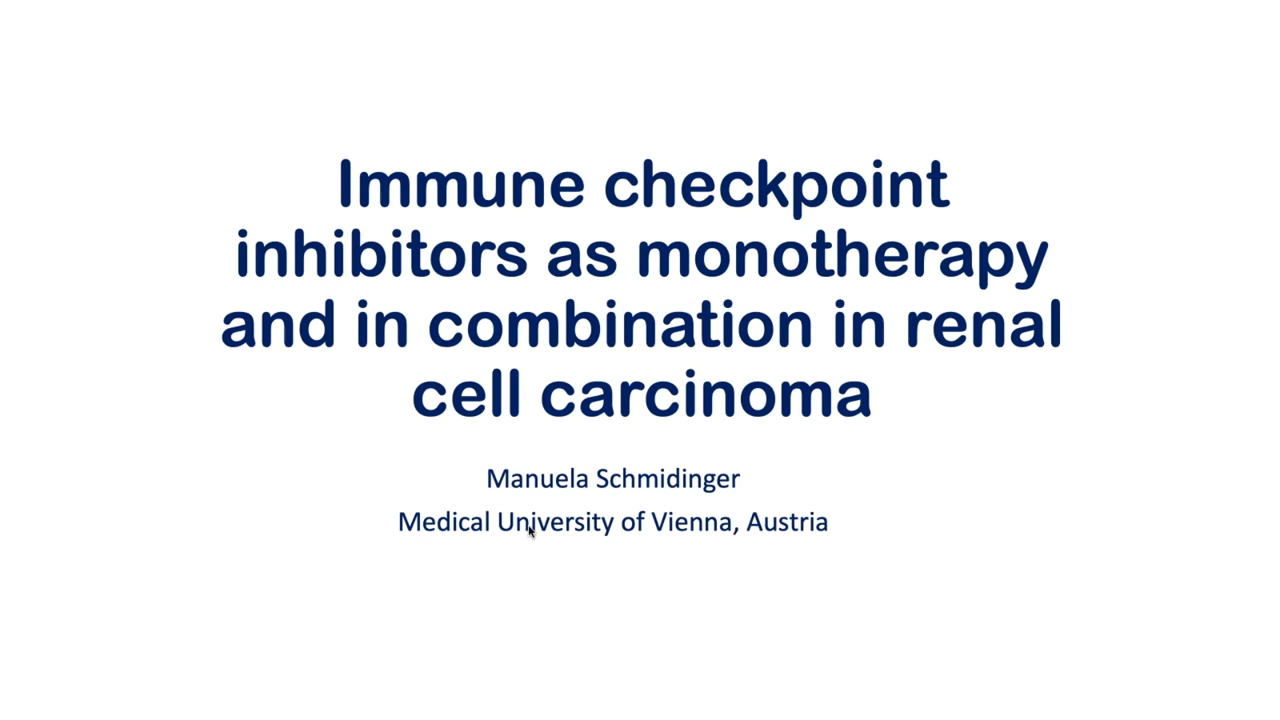 Immune checkpoint
inhibitors as monotherapy
and in combination in renal
cell carcinoma
Manuela Schmidinger
Medical University of Vienna, Austria